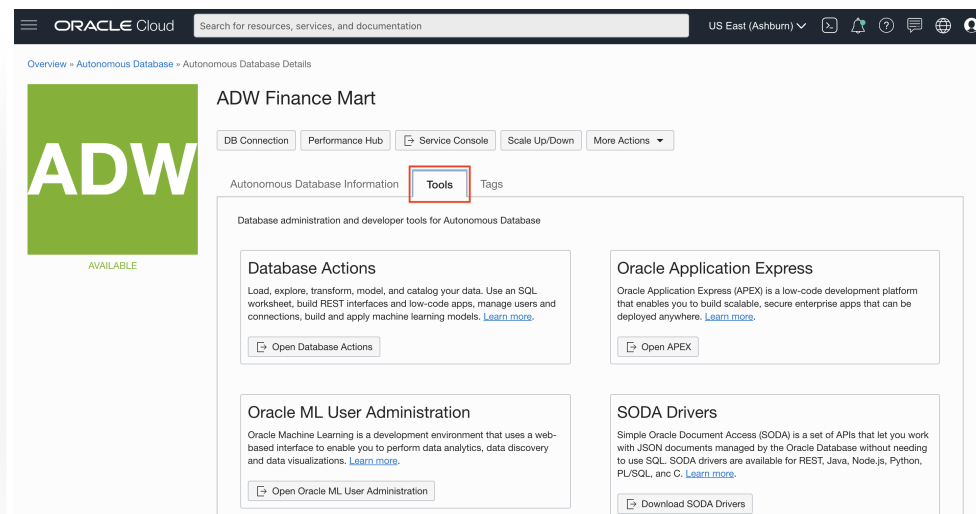 ORACLE Cloud
Search for resources, services, and documentation
US East (Ashburn)
Overview » Autonomous Database » Autonomous Database Details
ADW
AVAILABLE
ADW Finance Mart
DB Connection
Performance Hub
Service Console
Scale Up/Down
More Actions
Autonomous Database Information
Tools
Tags
Database administration and developer tools for Autonomous Database
Database Actions
Load, explore, transform, model, and catalog your data. Use an SQL
worksheet, build REST interfaces and low-code apps, manage users and
connections, build and apply machine learning models. Learn more.
Open Database Actions
Oracle Application Express
Oracle Application Express (APEX) is a low-code development platform
that enables you to build scalable, secure enterprise apps that can be
deployed anywhere. Learn more.
Open APEX
Oracle ML User Administration
Oracle Machine Learning is a development environment that uses a web-
based interface to enable you to perform data analytics, data discovery
and data visualizations. Learn more.
Open Oracle ML User Administration
SODA Drivers
Simple Oracle Document Access (SODA) is a set of APIs that let you work
with JSON documents managed by the Oracle Database without needing
to use SQL. SODA drivers are available for REST, Java, Node.js, Python,
PL/SQL, anc C. Learn more.
Download SODA Drivers